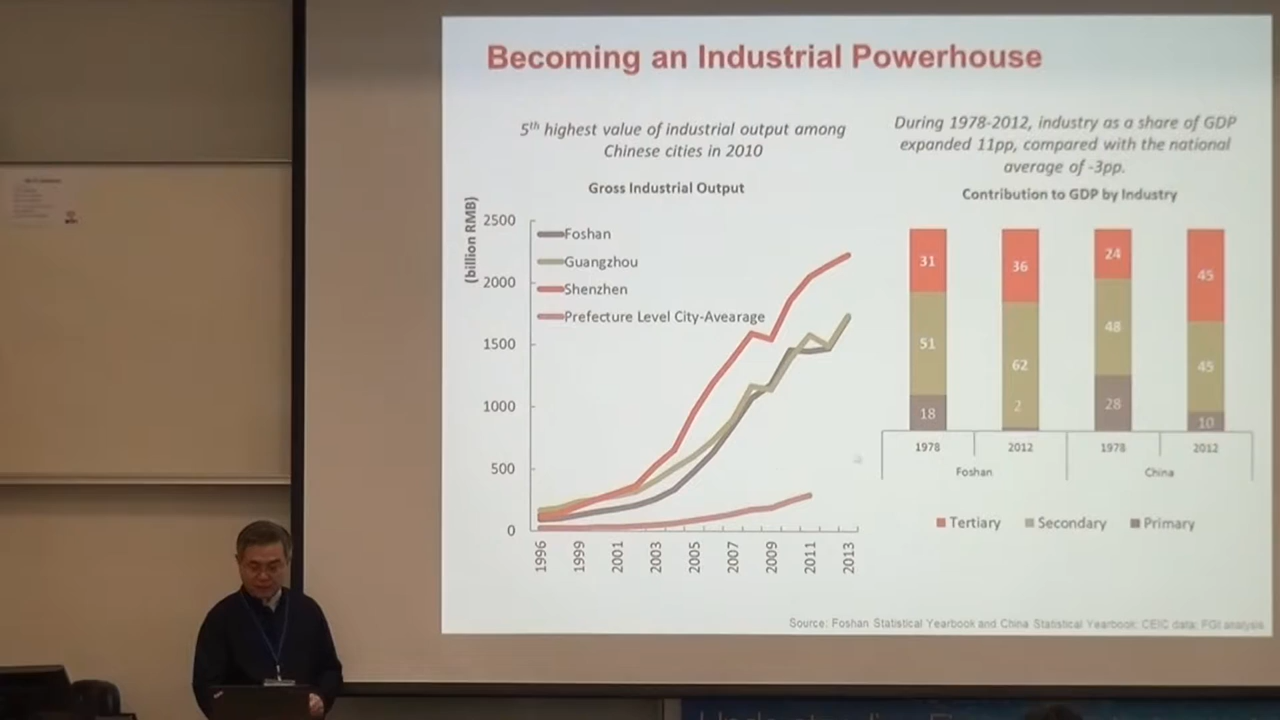 Becoming an Industrial Powerhouse
5th highest value of industrial output among
Chinese cities in 2010
Gross Industrial Output
(billion RMB)
2500
2000
1500
1000
500
0
Foshan
Guangzhou
Shenzhen
Prefecture Level City-Avearage
1996
1999
2001
2003
2005
2007
2009
2011
2013
During 1978-2012, industry as a share of GDP
expanded 11pp, compared with the national
average of -3pp.
Contribution to GDP by Industry
31
36
24
45
51
62
48
45
18
2
28
10
1978
2012
1978
2012
Foshan
China
Tertiary
Secondary
Primary
Source: Foshan Statistical Yearbook and China Statistical Yearbook; CEIC data; FGI analysis